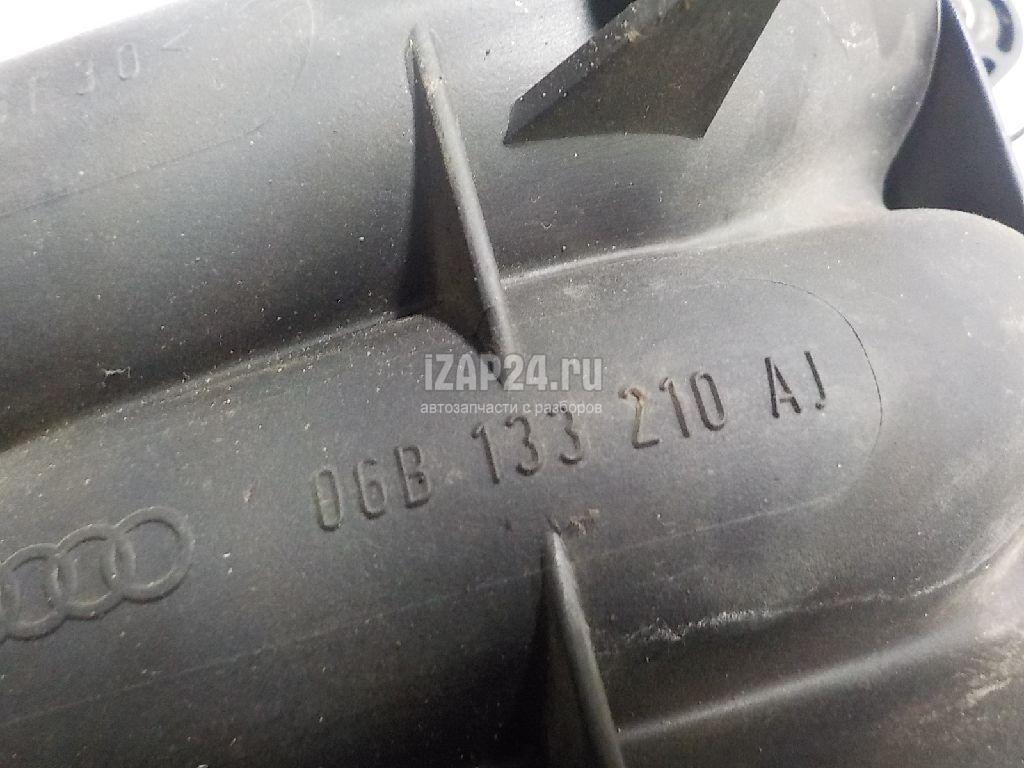 iZAP24.ru
автозапчасти с разборов
06B 133 210 AJ